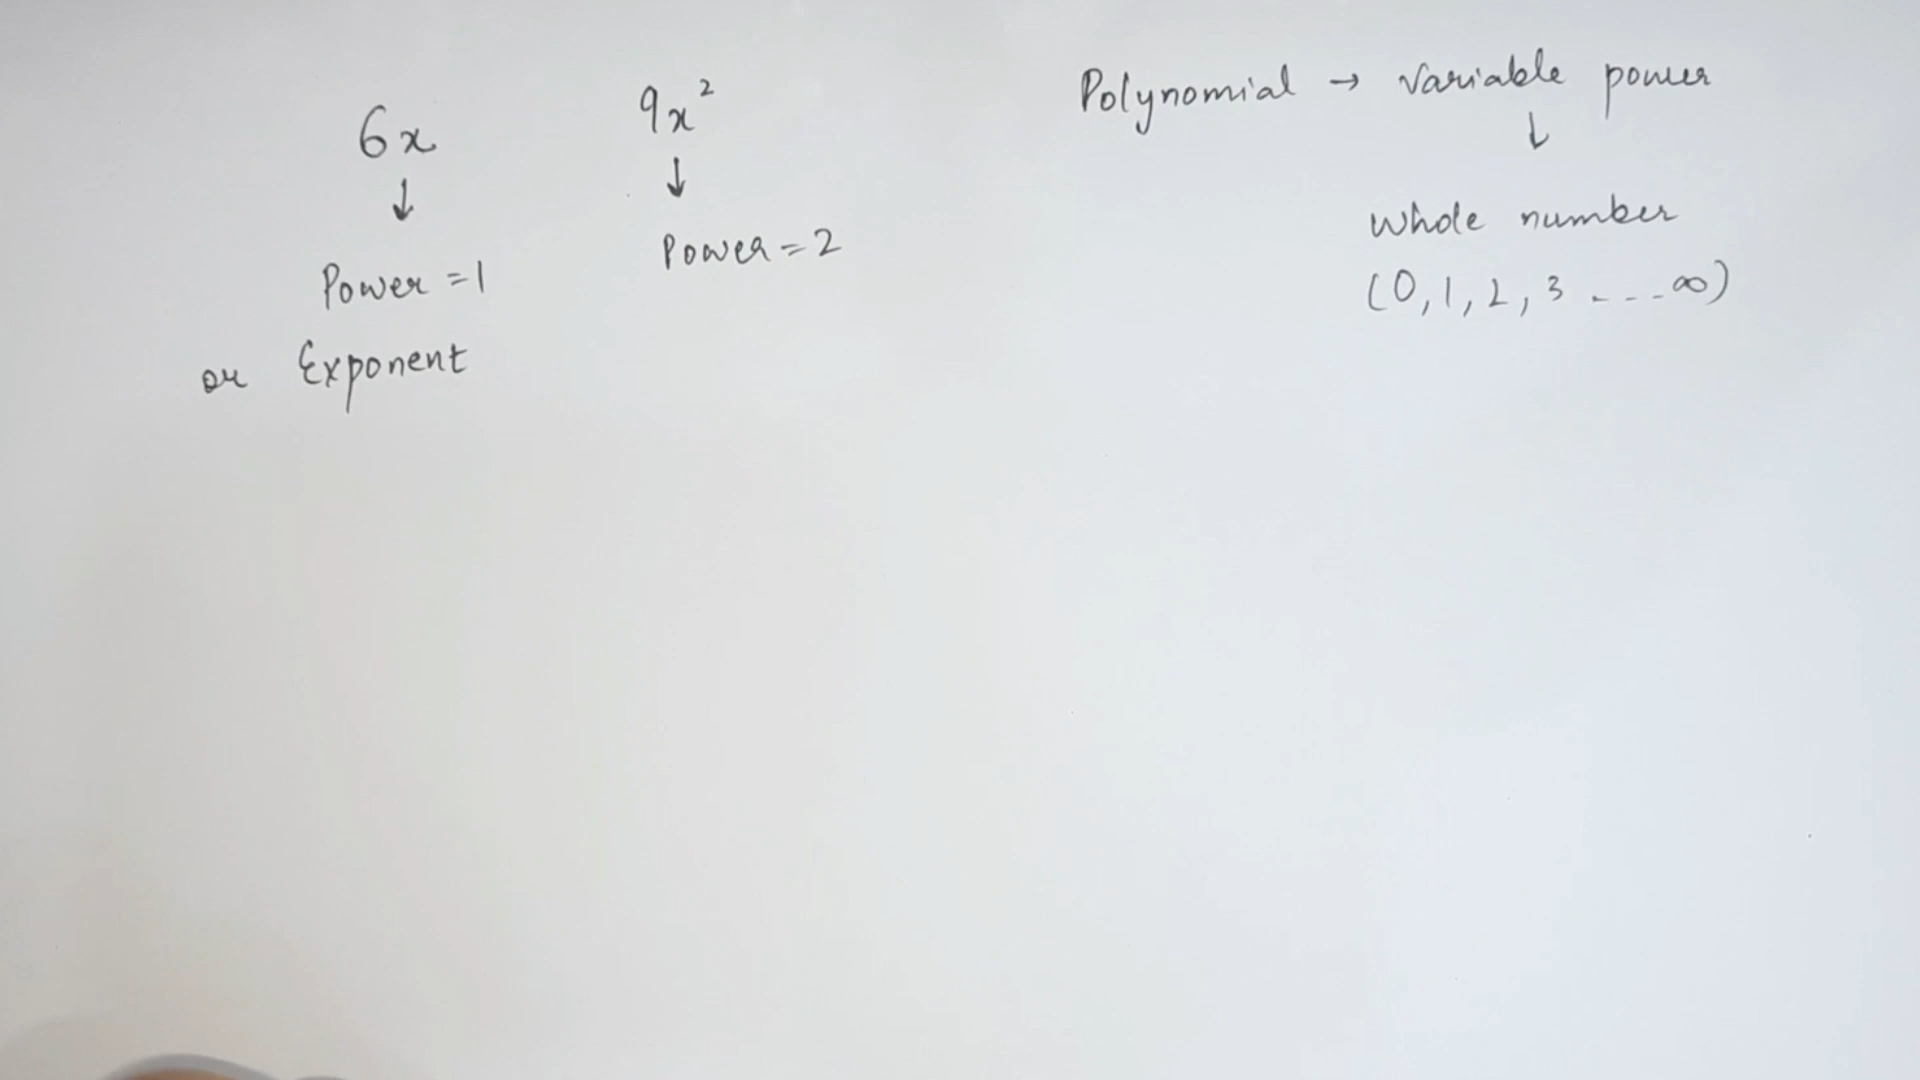 6x
↓
Power = 1
or Exponent
9x²
↓
Power = 2
Polynomial → Variable power
↓
Whole number
(0, 1, 2, 3 - - - ∞)